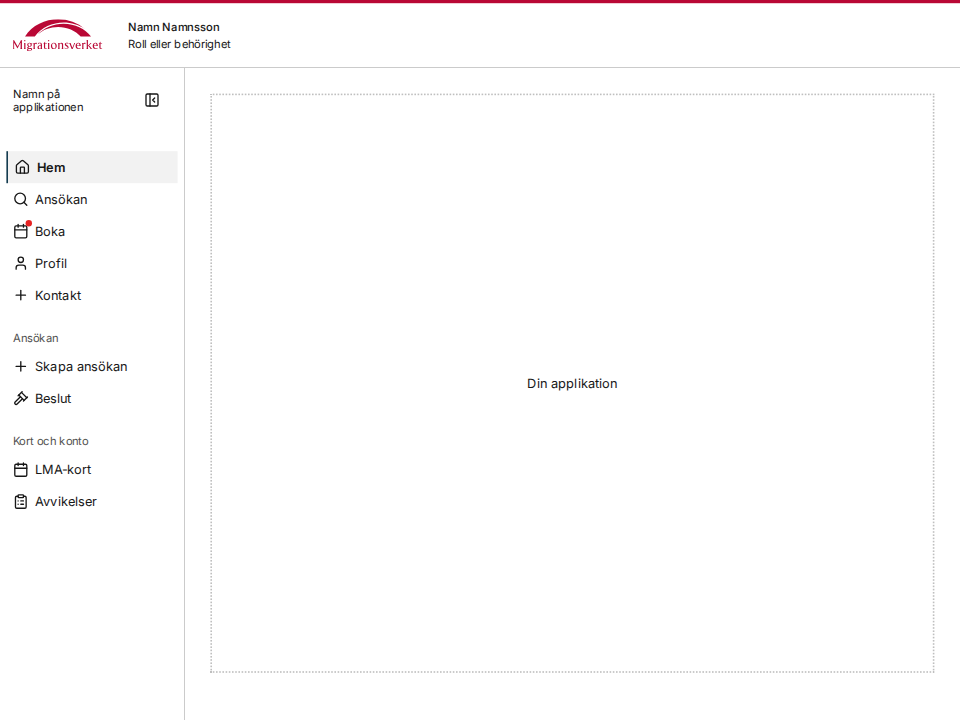 Migrationsverket
Namn Namnsson
Roll eller behörighet
Namn på
applikationen
Hem
Ansökan
Boka
Profil
Kontakt
Ansökan
Skapa ansökan
Beslut
Kort och konto
LMA-kort
Avvikelser
Din applikation